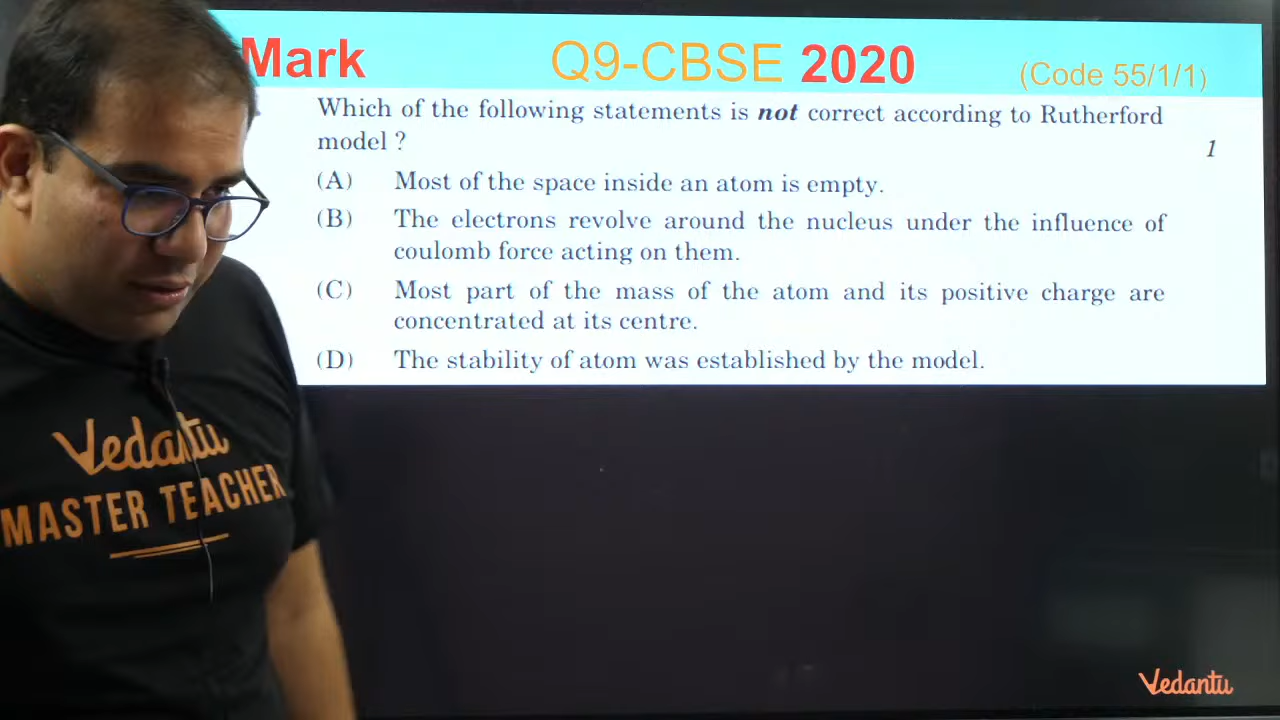 Mark Q9-CBSE 2020 (Code 55/1/1)
Which of the following statements is not correct according to Rutherford
model ?
1
(A) Most of the space inside an atom is empty.
(B) The electrons revolve around the nucleus under the influence of
coulomb force acting on them.
(C) Most part of the mass of the atom and its positive charge are
concentrated at its centre.
(D) The stability of atom was established by the model.
Vedantu
MASTER TEACHER
Vedantu